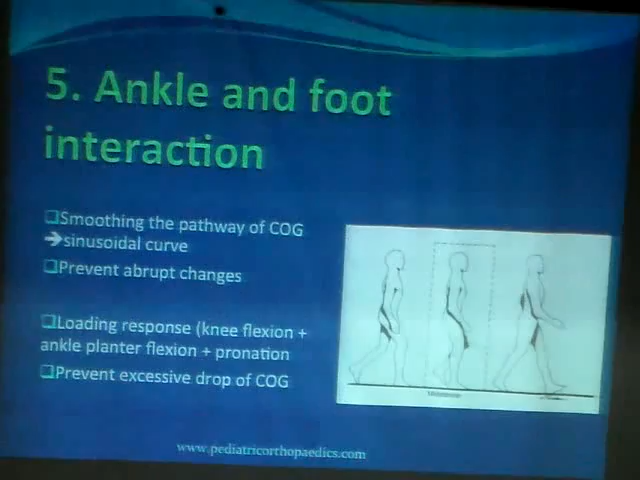 5. Ankle and foot
interaction
❑Smoothing the pathway of COG
➔sinusoidal curve
❑Prevent abrupt changes
❑Loading response (knee flexion +
ankle planter flexion + pronation
❑Prevent excessive drop of COG
www.pediatricorthopaedics.com